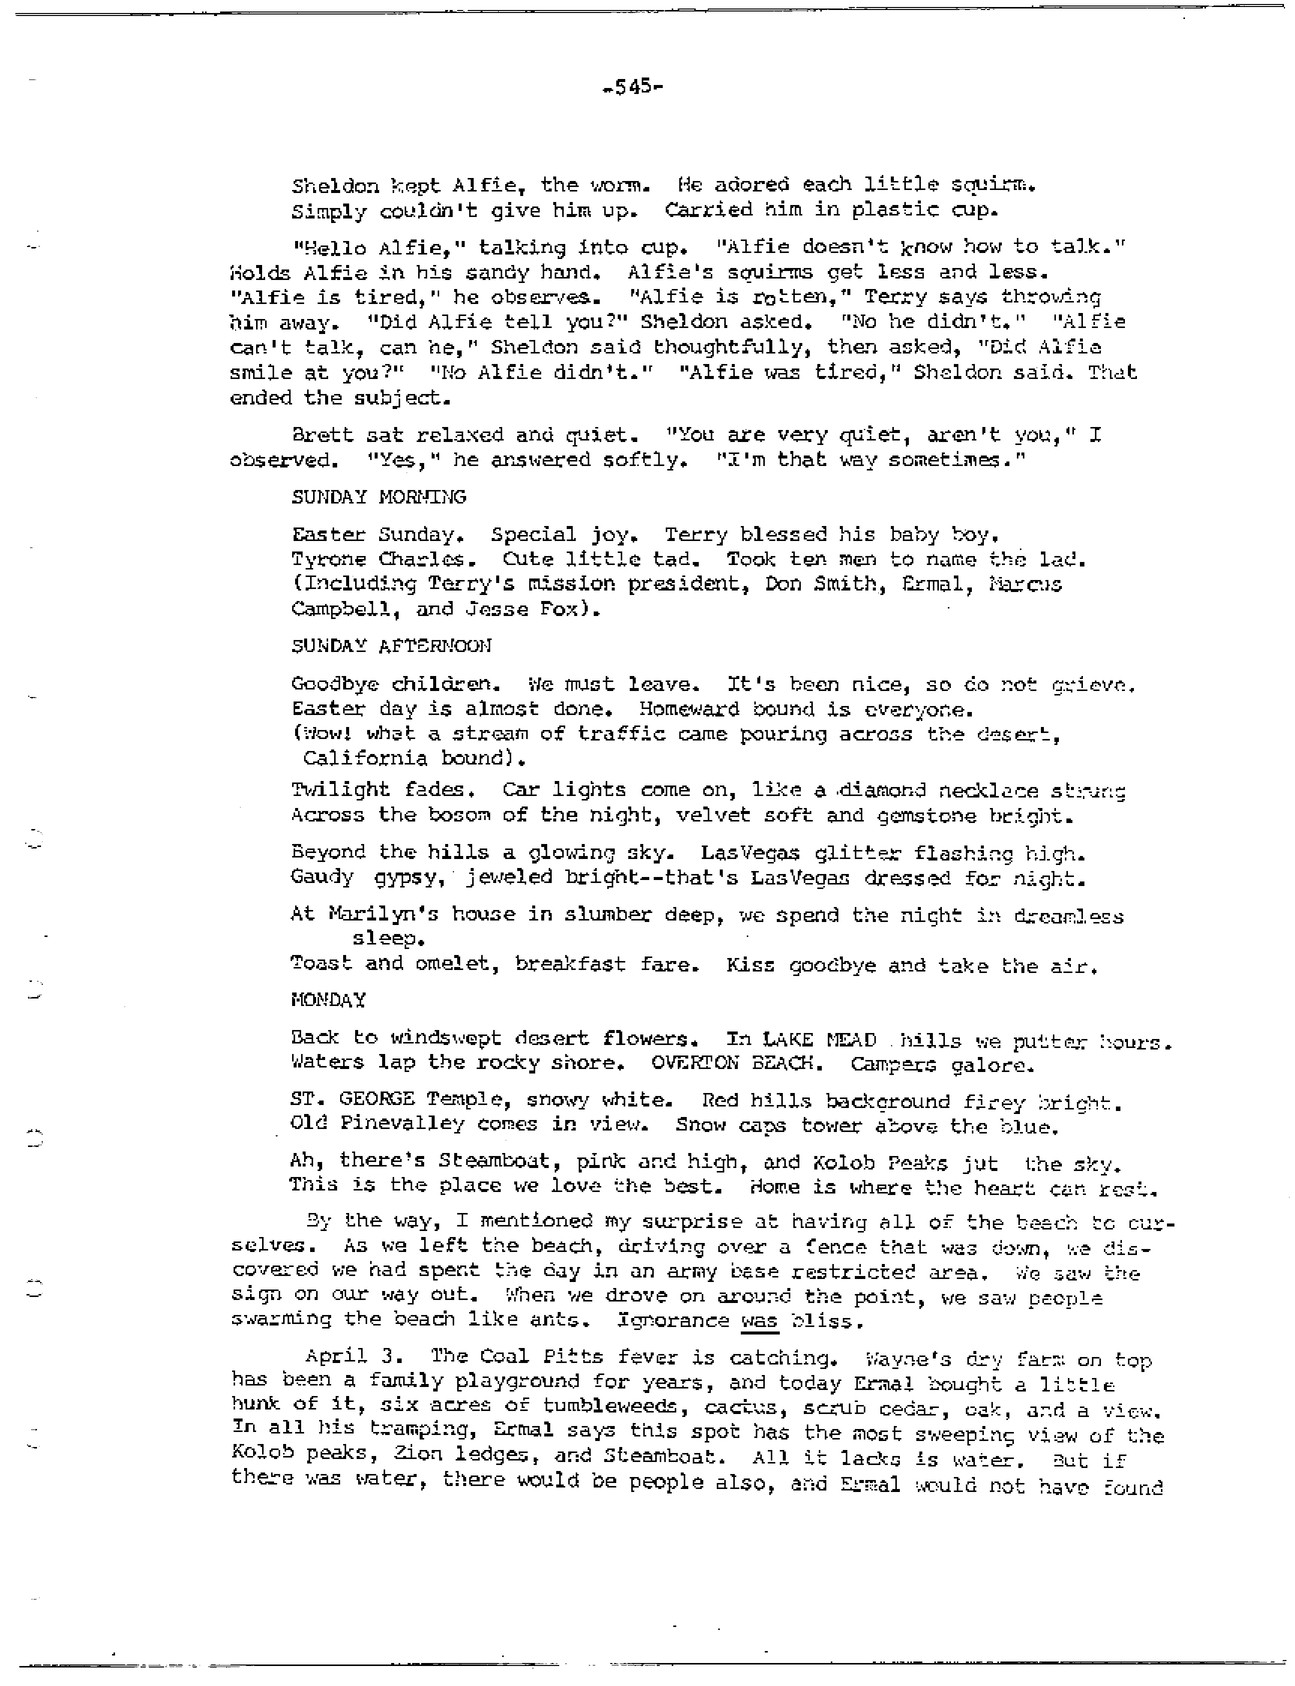 -545-
Sheldon kept Alfie, the worm. He adored each little squirm.
Simply couldn't give him up. Carried him in plastic cup.
"Hello Alfie," talking into cup. "Alfie doesn't know how to talk."
Holds Alfie in his sandy hand. Alfie's squirms get less and less.
"Alfie is tired," he observes. "Alfie is rotten," Terry says throwing
him away. "Did Alfie tell you?" Sheldon asked. "No he didn't." "Alfie
can't talk, can he," Sheldon said thoughtfully, then asked, "Did Alfie
smile at you?" "No Alfie didn't." "Alfie was tired," Sheldon said. That
ended the subject.
Brett sat relaxed and quiet. "You are very quiet, aren't you," I
observed. "Yes," he answered softly. "I'm that way sometimes."
SUNDAY MORNING
Easter Sunday. Special joy. Terry blessed his baby boy.
Tyrone Charles. Cute little tad. Took ten men to name the lad.
(Including Terry's mission president, Don Smith, Ermal, Marcus
Campbell, and Jesse Fox).
SUNDAY AFTERNOON
Goodbye children. We must leave. It's been nice, so do not grieve.
Easter day is almost done. Homeward bound is everyone.
(Wow! what a stream of traffic came pouring across the desert,
California bound).
Twilight fades. Car lights come on, like a diamond necklace strung
Across the bosom of the night, velvet soft and gemstone bright.
Beyond the hills a glowing sky. LasVegas glitter flashing high.
Gaudy gypsy, jeweled bright--that's LasVegas dressed for night.
At Marilyn's house in slumber deep, we spend the night in dreamless
sleep.
Toast and omelet, breakfast fare. Kiss goodbye and take the air.
MONDAY
Back to windswept desert flowers. In LAKE MEAD hills we putter hours.
Waters lap the rocky shore. OVERTON BEACH. Campers galore.
ST. GEORGE Temple, snowy white. Red hills background firey bright.
Old Pinevalley comes in view. Snow caps tower above the blue.
Ah, there's Steamboat, pink and high, and Kolob Peaks jut the sky.
This is the place we love the best. Home is where the heart can rest.
By the way, I mentioned my surprise at having all of the beach to our-
selves. As we left the beach, driving over a fence that was down, we dis-
covered we had spent the day in an army base restricted area. We saw the
sign on our way out. When we drove on around the point, we saw people
swarming the beach like ants. Ignorance was bliss.
April 3. The Coal Pitts fever is catching. Wayne's dry farm on top
has been a family playground for years, and today Ermal bought a little
hunk of it, six acres of tumbleweeds, cactus, scrub cedar, oak, and a view.
In all his tramping, Ermal says this spot has the most sweeping view of the
Kolob peaks, Zion ledges, and Steamboat. All it lacks is water. But if
there was water, there would be people also, and Ermal would not have found